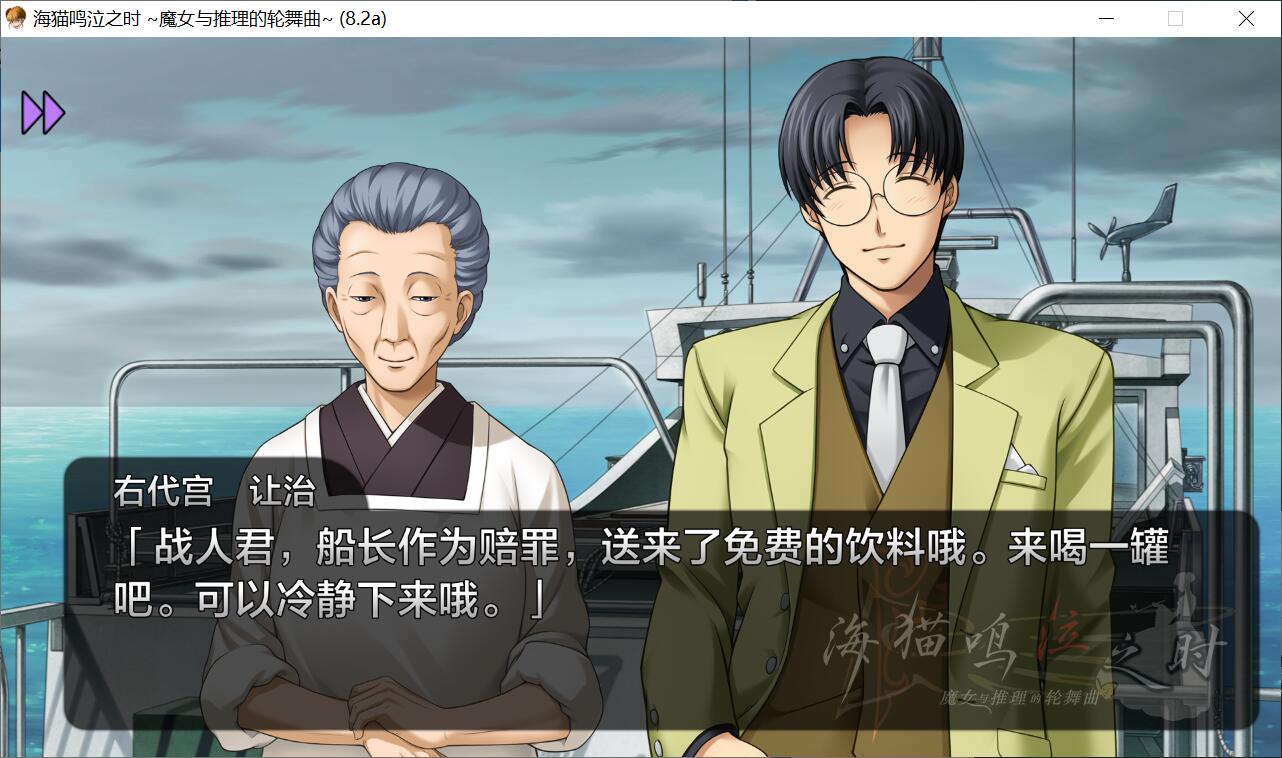 海猫鸣泣之时 ~魔女与推理的轮舞曲~ (8.2a)
右代宫　让治
「战人君，船长作为赔罪，送来了免费的饮料哦。来喝一罐
吧。可以冷静下来哦。」
海猫鸣泣之时
魔女与推理的轮舞曲